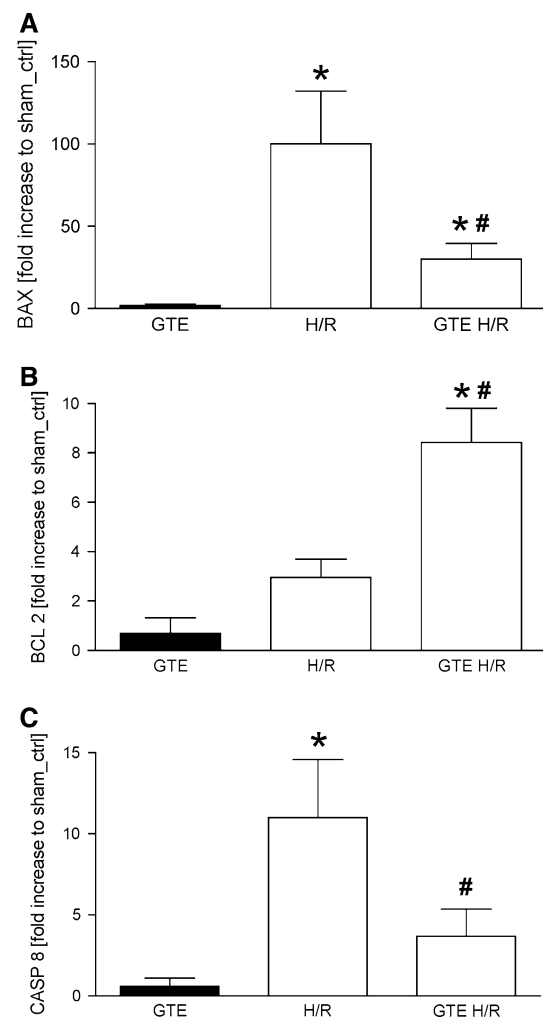 A
BAX [fold increase to sham_ctrl]
150
100
50
0
*
* #
GTE H/R GTE H/R
B
BCL 2 [fold increase to sham_ctrl]
10
8
6
4
2
0
* #
GTE H/R GTE H/R
C
CASP 8 [fold increase to sham_ctrl]
15
10
5
0
*
#
GTE H/R GTE H/R